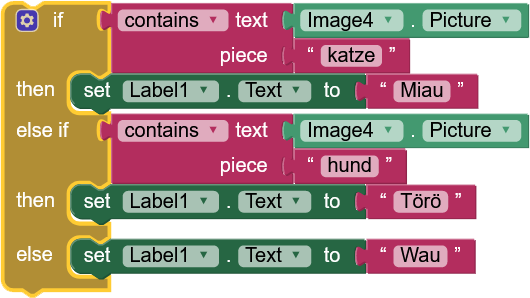 if contains text Image4 . Picture
piece “ katze ”
then set Label1 . Text to “ Miau ”
else if contains text Image4 . Picture
piece “ hund ”
then set Label1 . Text to “ Törö ”
else set Label1 . Text to “ Wau ”